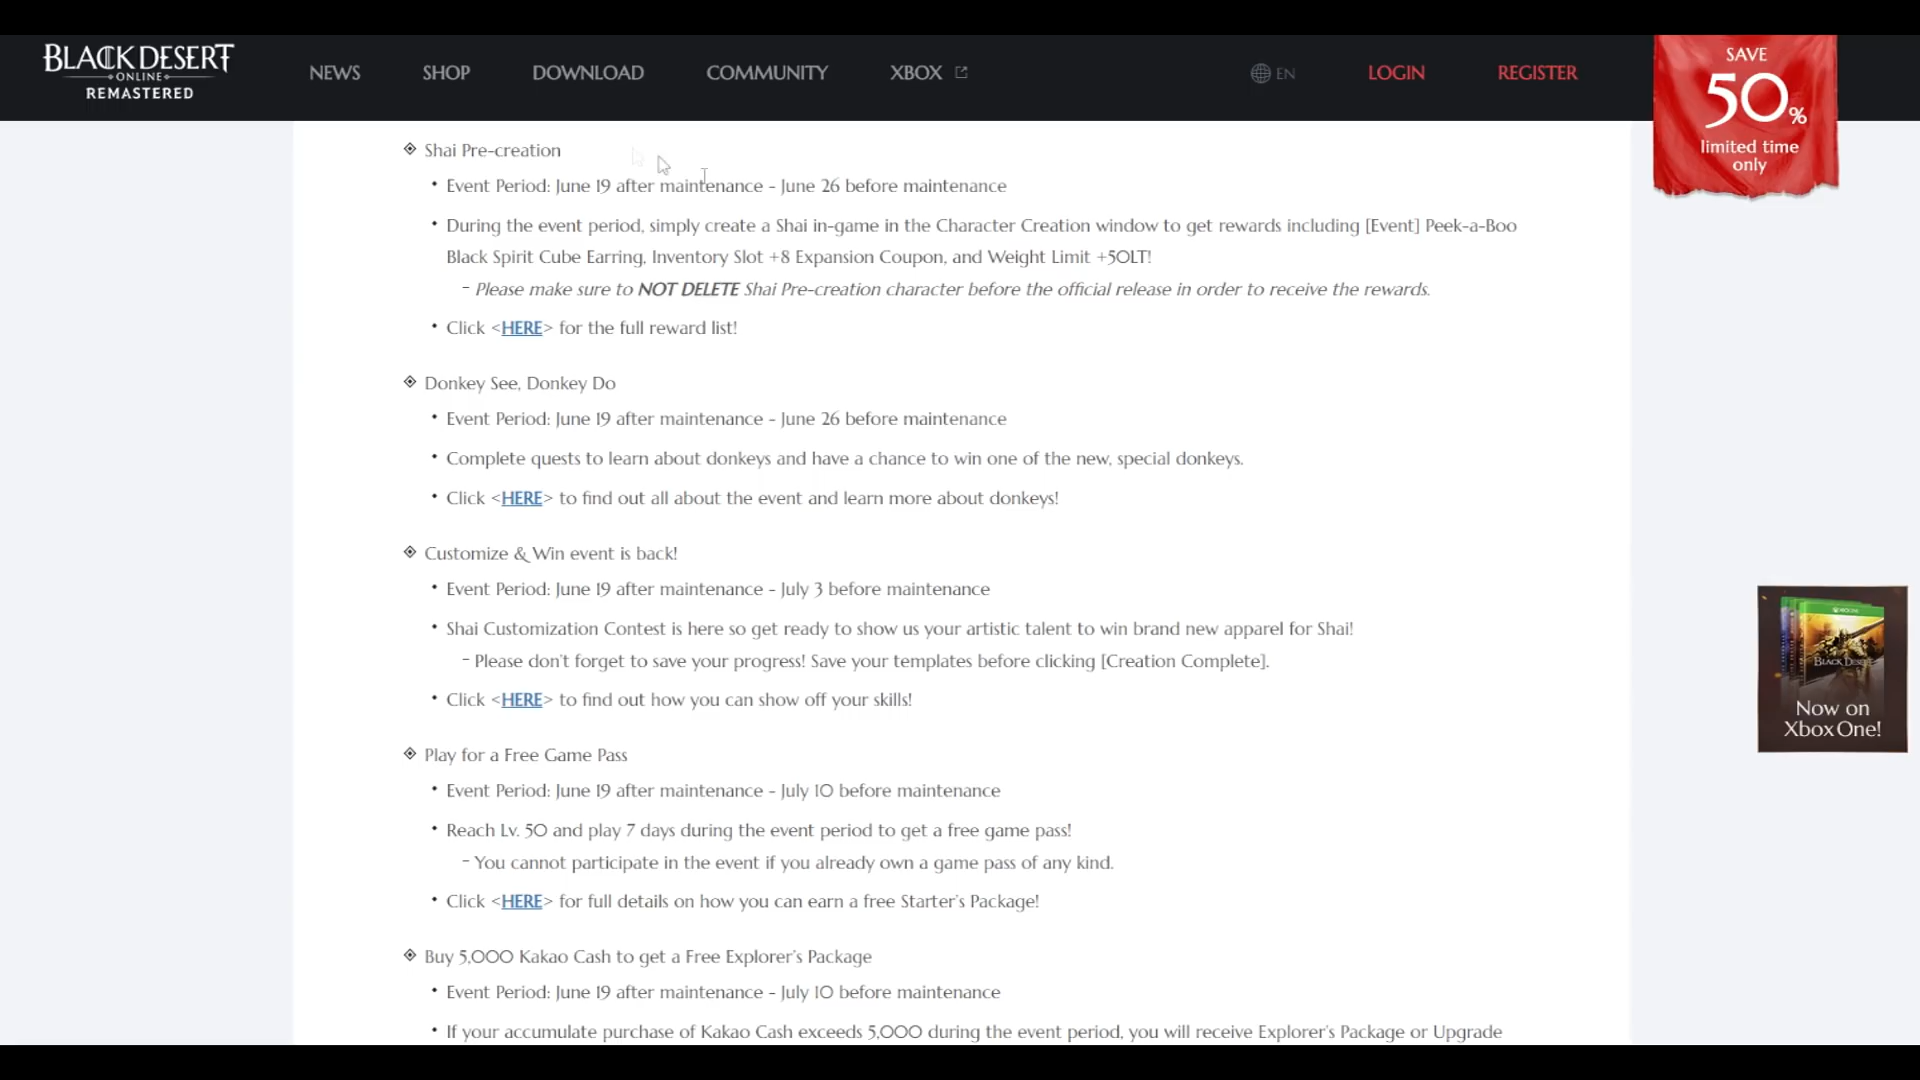 BLACK DESERT
ONLINE
REMASTERED
NEWS
SHOP
DOWNLOAD
COMMUNITY
XBOX
EN
LOGIN
REGISTER
SAVE
50%
limited time
only
Shai Pre-creation
Event Period: June 19 after maintenance - June 26 before maintenance
During the event period, simply create a Shai in-game in the Character Creation window to get rewards including [Event] Peek-a-Boo
Black Spirit Cube Earring, Inventory Slot +8 Expansion Coupon, and Weight Limit +50LT!
- Please make sure to NOT DELETE Shai Pre-creation character before the official release in order to receive the rewards.
Click <HERE> for the full reward list!
Donkey See, Donkey Do
Event Period: June 19 after maintenance - June 26 before maintenance
Complete quests to learn about donkeys and have a chance to win one of the new, special donkeys.
Click <HERE> to find out all about the event and learn more about donkeys!
Customize & Win event is back!
Event Period: June 19 after maintenance - July 3 before maintenance
Shai Customization Contest is here so get ready to show us your artistic talent to win brand new apparel for Shai!
- Please don't forget to save your progress! Save your templates before clicking [Creation Complete].
Click <HERE> to find out how you can show off your skills!
XBOX ONE
BLACK DESERT
Now on
Xbox One!
Play for a Free Game Pass
Event Period: June 19 after maintenance - July 10 before maintenance
Reach Lv. 50 and play 7 days during the event period to get a free game pass!
- You cannot participate in the event if you already own a game pass of any kind.
Click <HERE> for full details on how you can earn a free Starter's Package!
Buy 5,000 Kakao Cash to get a Free Explorer's Package
Event Period: June 19 after maintenance - July 10 before maintenance
If your accumulate purchase of Kakao Cash exceeds 5,000 during the event period, you will receive Explorer's Package or Upgrade